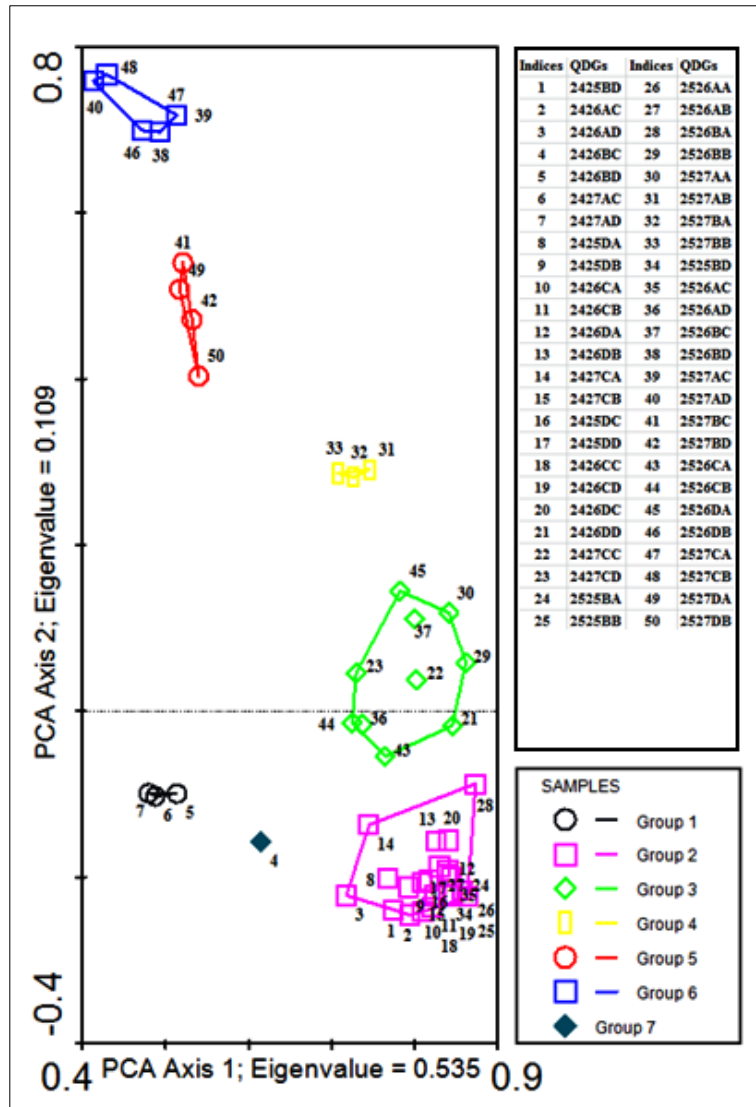 0.8
48
47
40
39
46
38
41
49
42
50
33
32
31
45
30
37
29
23
22
44
36
21
43
7
6
5
4
28
13
20
14
8
12
17
27
24
35
16
3
9
15
34
26
1
2
10
11
19
25
18
PCA Axis 2; Eigenvalue = 0.109
-0.4
0.4
PCA Axis 1; Eigenvalue = 0.535
0.9
Indices QDGs Indices QDGs
1 2425BD 26 2526AA
2 2426AC 27 2526AB
3 2426AD 28 2526BA
4 2426BC 29 2526BB
5 2426BD 30 2527AA
6 2427AC 31 2527AB
7 2427AD 32 2527BA
8 2425DA 33 2527BB
9 2425DB 34 2525BD
10 2426CA 35 2526AC
11 2426CB 36 2526AD
12 2426DA 37 2526BC
13 2426DB 38 2526BD
14 2427CA 39 2527AC
15 2427CB 40 2527AD
16 2425DC 41 2527BC
17 2425DD 42 2527BD
18 2426CC 43 2526CA
19 2426CD 44 2526CB
20 2426DC 45 2526DA
21 2426DD 46 2526DB
22 2427CC 47 2527CA
23 2427CD 48 2527CB
24 2525BA 49 2527DA
25 2525BB 50 2527DB
SAMPLES
Group 1
Group 2
Group 3
Group 4
Group 5
Group 6
Group 7